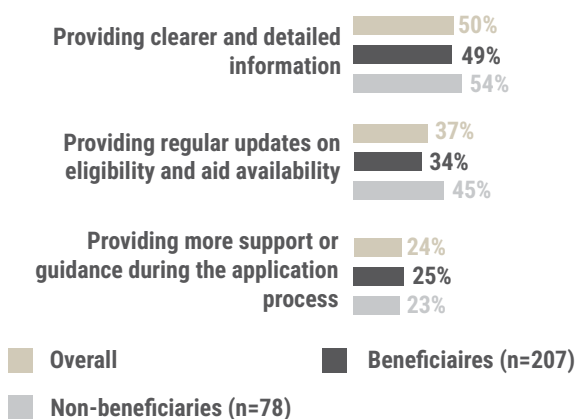 Providing clearer and detailed
information
50%
49%
54%
Providing regular updates on
eligibility and aid availability
37%
34%
45%
Providing more support or
guidance during the application
process
24%
25%
23%
Overall
Beneficiaires (n=207)
Non-beneficiaries (n=78)